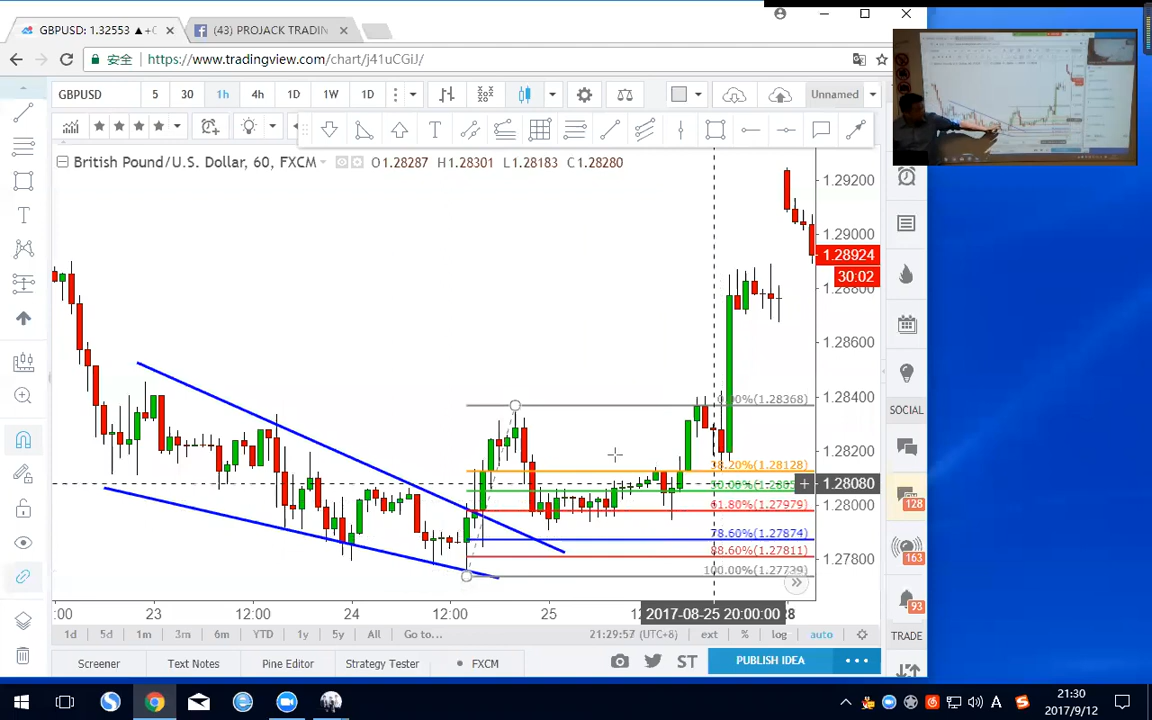 GBPUSD: 1.32553 ▲+0
(43) PROJACK TRADIN
安全 https://www.tradingview.com/chart/j41uCGiJ/
GBPUSD 5 30 1h 4h 1D 1W 1D Unnamed
T
British Pound/U.S. Dollar, 60, FXCM O1.28287 H1.28301 L1.28183 C1.28280
T
1.29200
1.29000
1.28924
30:02
1.28800
1.28600
1.28400
1.28200
1.28080
1.28000
1.27800
0.00%(1.28368)
38.20%(1.28128)
61.80%(1.27979)
78.60%(1.27874)
88.60%(1.27811)
100.00%(1.27739)
:00 23 12:00 24 12:00 25 2017-08-25 20:00:00
1d 5d 1m 3m 6m YTD 1y 5y All Go to... 21:29:57 (UTC+8) ext % log auto
Screener Text Notes Pine Editor Strategy Tester FXCM ST PUBLISH IDEA
SOCIAL
128
163
93
TRADE
A
21:30
2017/9/12